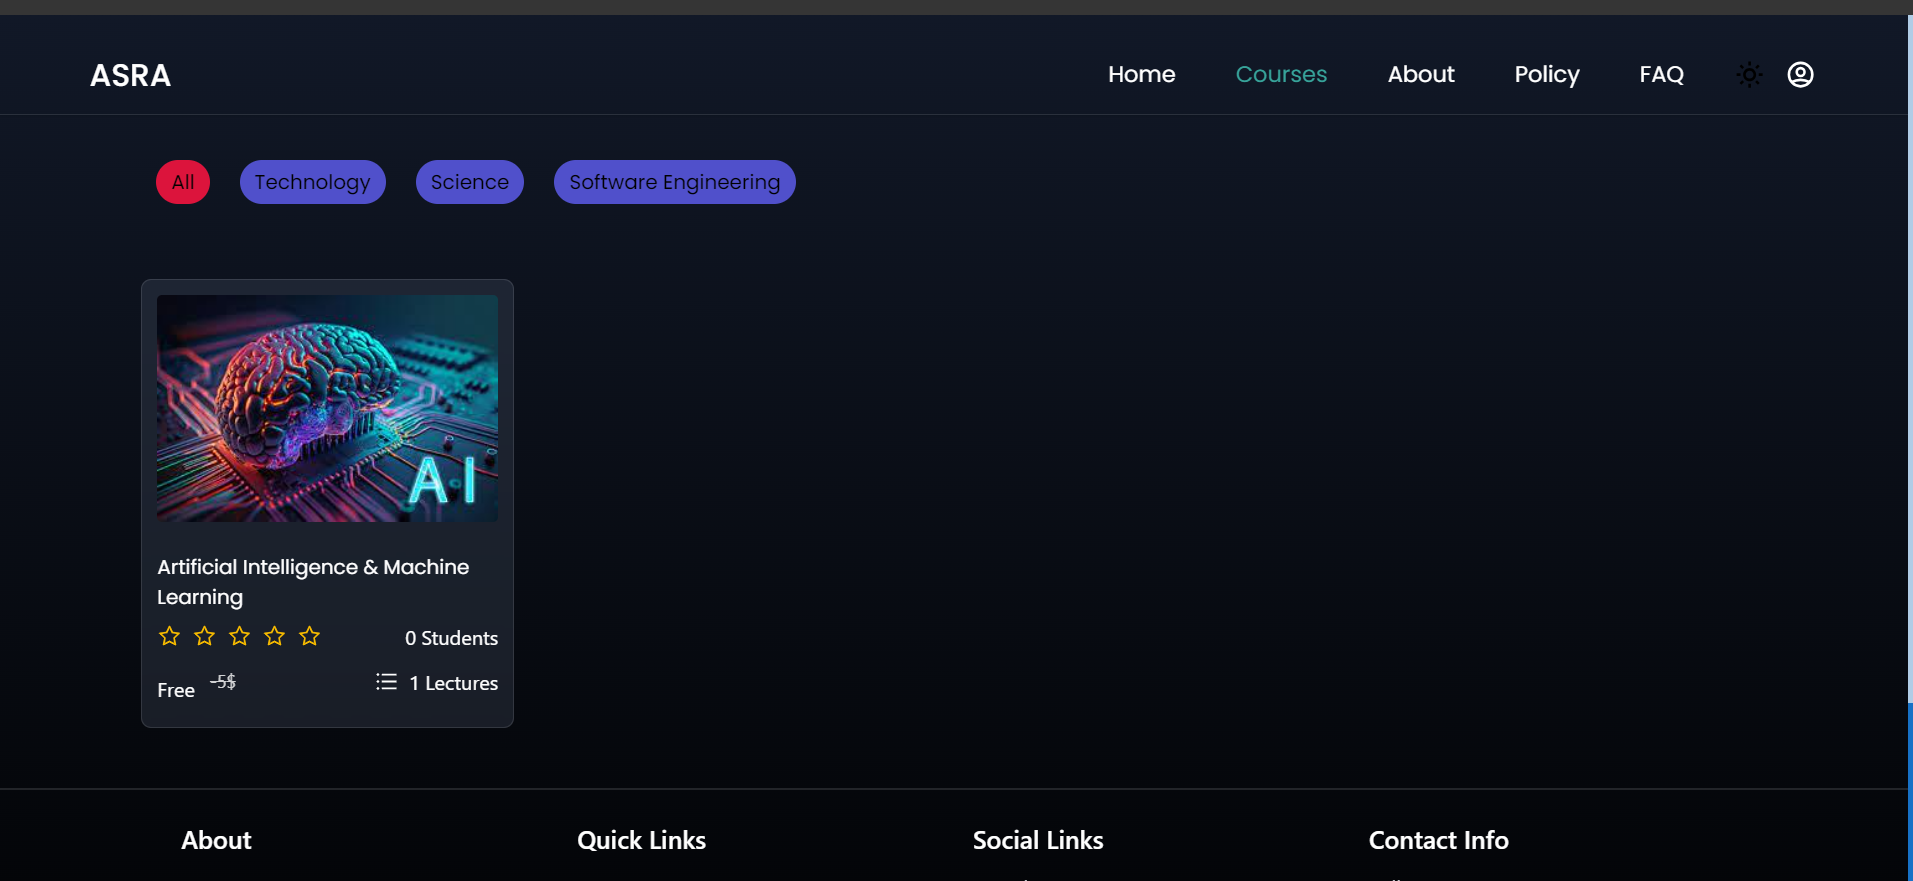 ASRA
Home Courses About Policy FAQ
All Technology Science Software Engineering
AI
Artificial Intelligence & Machine
Learning
0 Students
Free -5$ 1 Lectures
About Quick Links Social Links Contact Info